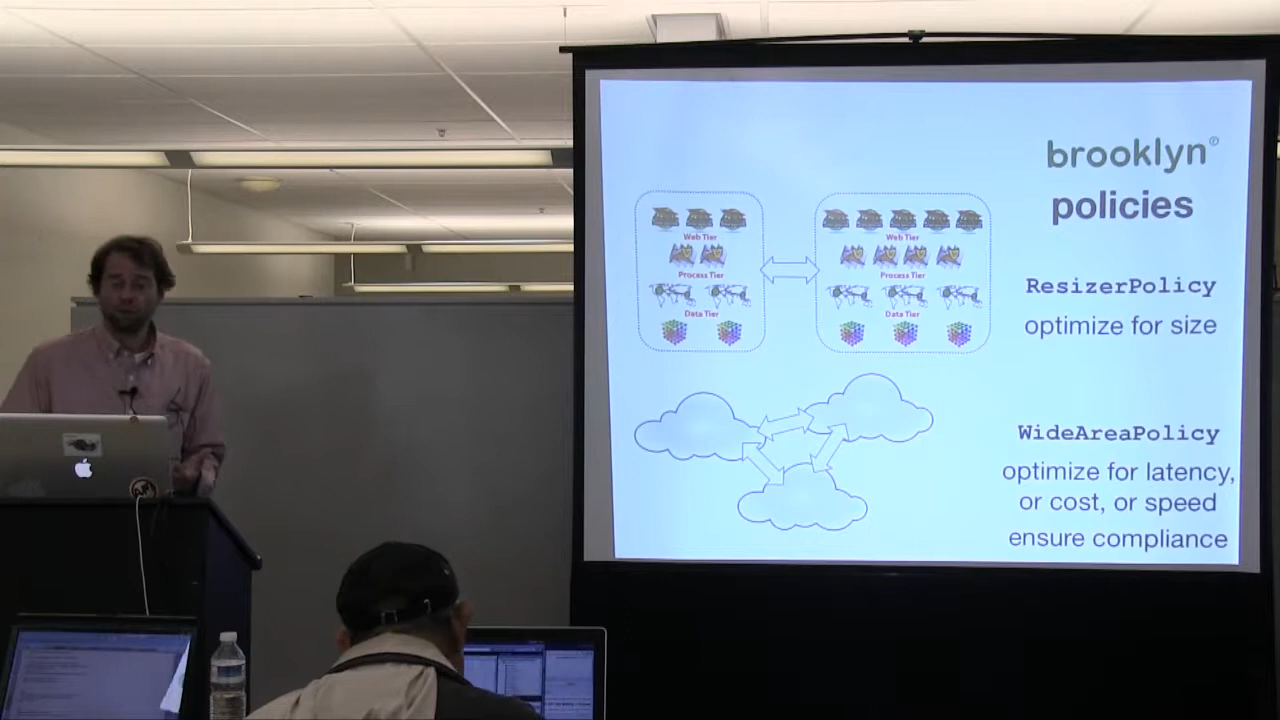 brooklyn
policies
Web Tier
Process Tier
Data Tier
Web Tier
Process Tier
Data Tier
ResizerPolicy
optimize for size
WideAreaPolicy
optimize for latency,
or cost, or speed
ensure compliance